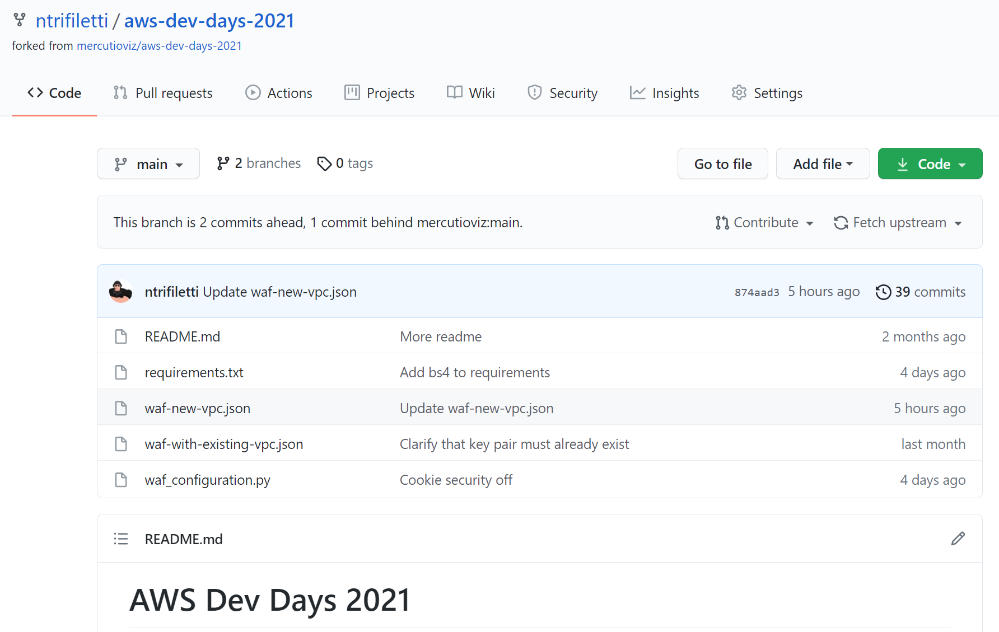 ntrifiletti / aws-dev-days-2021
forked from mercutioviz/aws-dev-days-2021
Code Pull requests Actions Projects Wiki Security Insights Settings
main 2 branches 0 tags Go to file Add file Code
This branch is 2 commits ahead, 1 commit behind mercutioviz:main. Contribute Fetch upstream
ntrifiletti Update waf-new-vpc.json 874aad3 5 hours ago 39 commits
README.md More readme 2 months ago
requirements.txt Add bs4 to requirements 4 days ago
waf-new-vpc.json Update waf-new-vpc.json 5 hours ago
waf-with-existing-vpc.json Clarify that key pair must already exist last month
waf_configuration.py Cookie security off 4 days ago
README.md
AWS Dev Days 2021